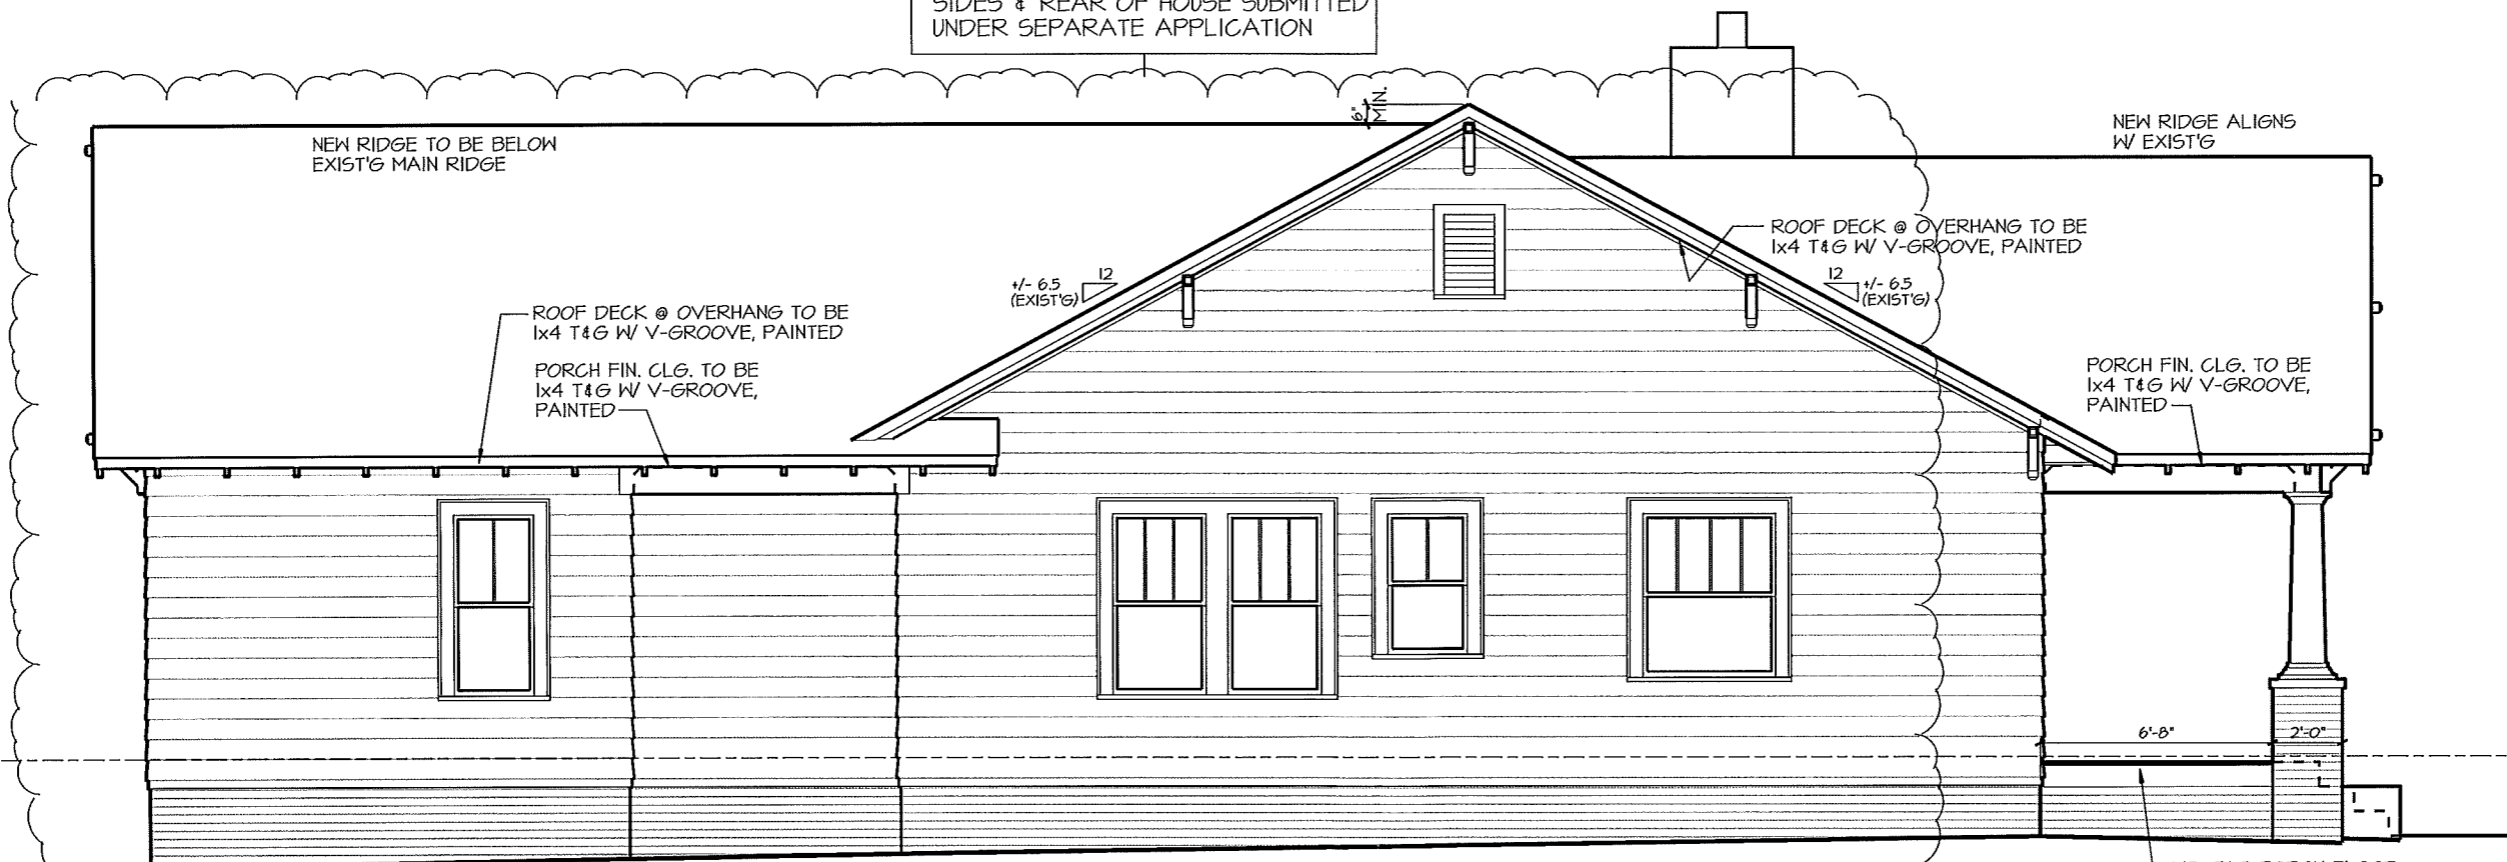 SIDES & REAR OF HOUSE SUBMITTED
UNDER SEPARATE APPLICATION
6"
MIN.
NEW RIDGE TO BE BELOW
EXIST'G MAIN RIDGE
NEW RIDGE ALIGNS
W/ EXIST'G
ROOF DECK @ OVERHANG TO BE
1x4 T&G W/ V-GROOVE, PAINTED
12
+/- 6.5
(EXIST'G)
12
+/- 6.5
(EXIST'G)
ROOF DECK @ OVERHANG TO BE
1x4 T&G W/ V-GROOVE, PAINTED
PORCH FIN. CLG. TO BE
1x4 T&G W/ V-GROOVE,
PAINTED
PORCH FIN. CLG. TO BE
1x4 T&G W/ V-GROOVE,
PAINTED
6'-8"
2'-0"